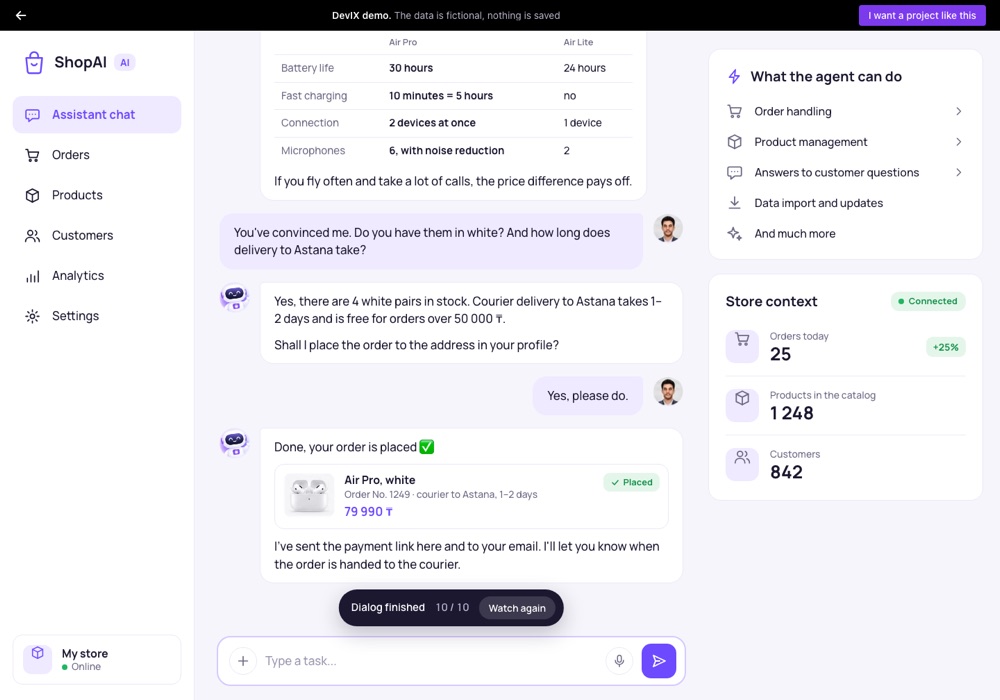 DevIX demo. The data is fictional, nothing is saved
I want a project like this
ShopAI AI
Assistant chat
Orders
Products
Customers
Analytics
Settings
My store
Online
Air Pro Air Lite
Battery life 30 hours 24 hours
Fast charging 10 minutes = 5 hours no
Connection 2 devices at once 1 device
Microphones 6, with noise reduction 2
If you fly often and take a lot of calls, the price difference pays off.
You've convinced me. Do you have them in white? And how long does
delivery to Astana take?
Yes, there are 4 white pairs in stock. Courier delivery to Astana takes 1–
2 days and is free for orders over 50 000 ₸.
Shall I place the order to the address in your profile?
Yes, please do.
Done, your order is placed ✅
Air Pro, white
Order No. 1249 · courier to Astana, 1–2 days
79 990 ₸
Placed
I've sent the payment link here and to your email. I'll let you know when
the order is handed to the courier.
Dialog finished 10 / 10 Watch again
Type a task...
What the agent can do
Order handling
Product management
Answers to customer questions
Data import and updates
And much more
Store context Connected
Orders today
25
+25%
Products in the catalog
1 248
Customers
842